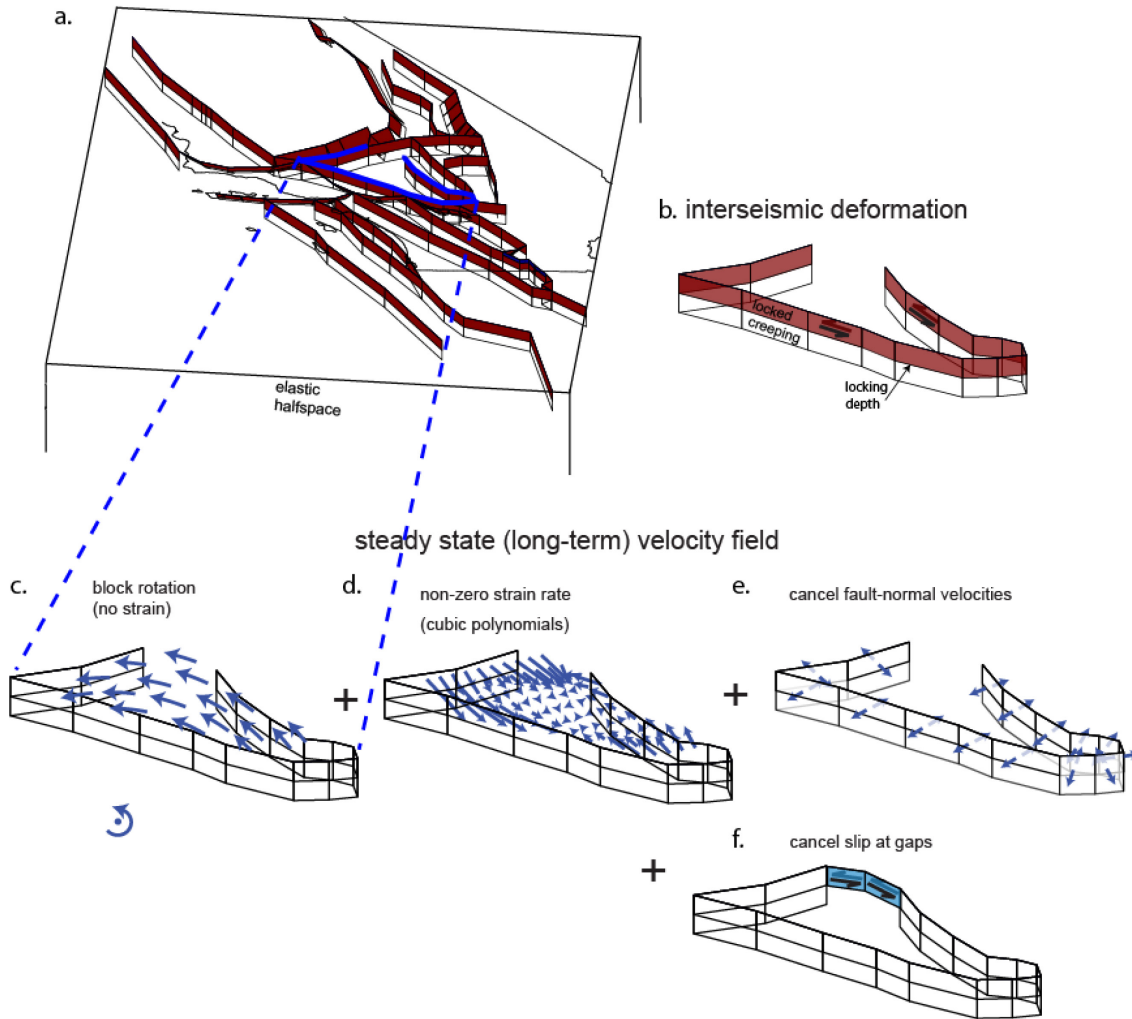 a.
elastic
halfspace
b. interseismic deformation
locked
creeping
locking
depth
steady state (long-term) velocity field
c. block rotation
(no strain)
d. non-zero strain rate
(cubic polynomials)
e. cancel fault-normal velocities
+
+
f. cancel slip at gaps
+